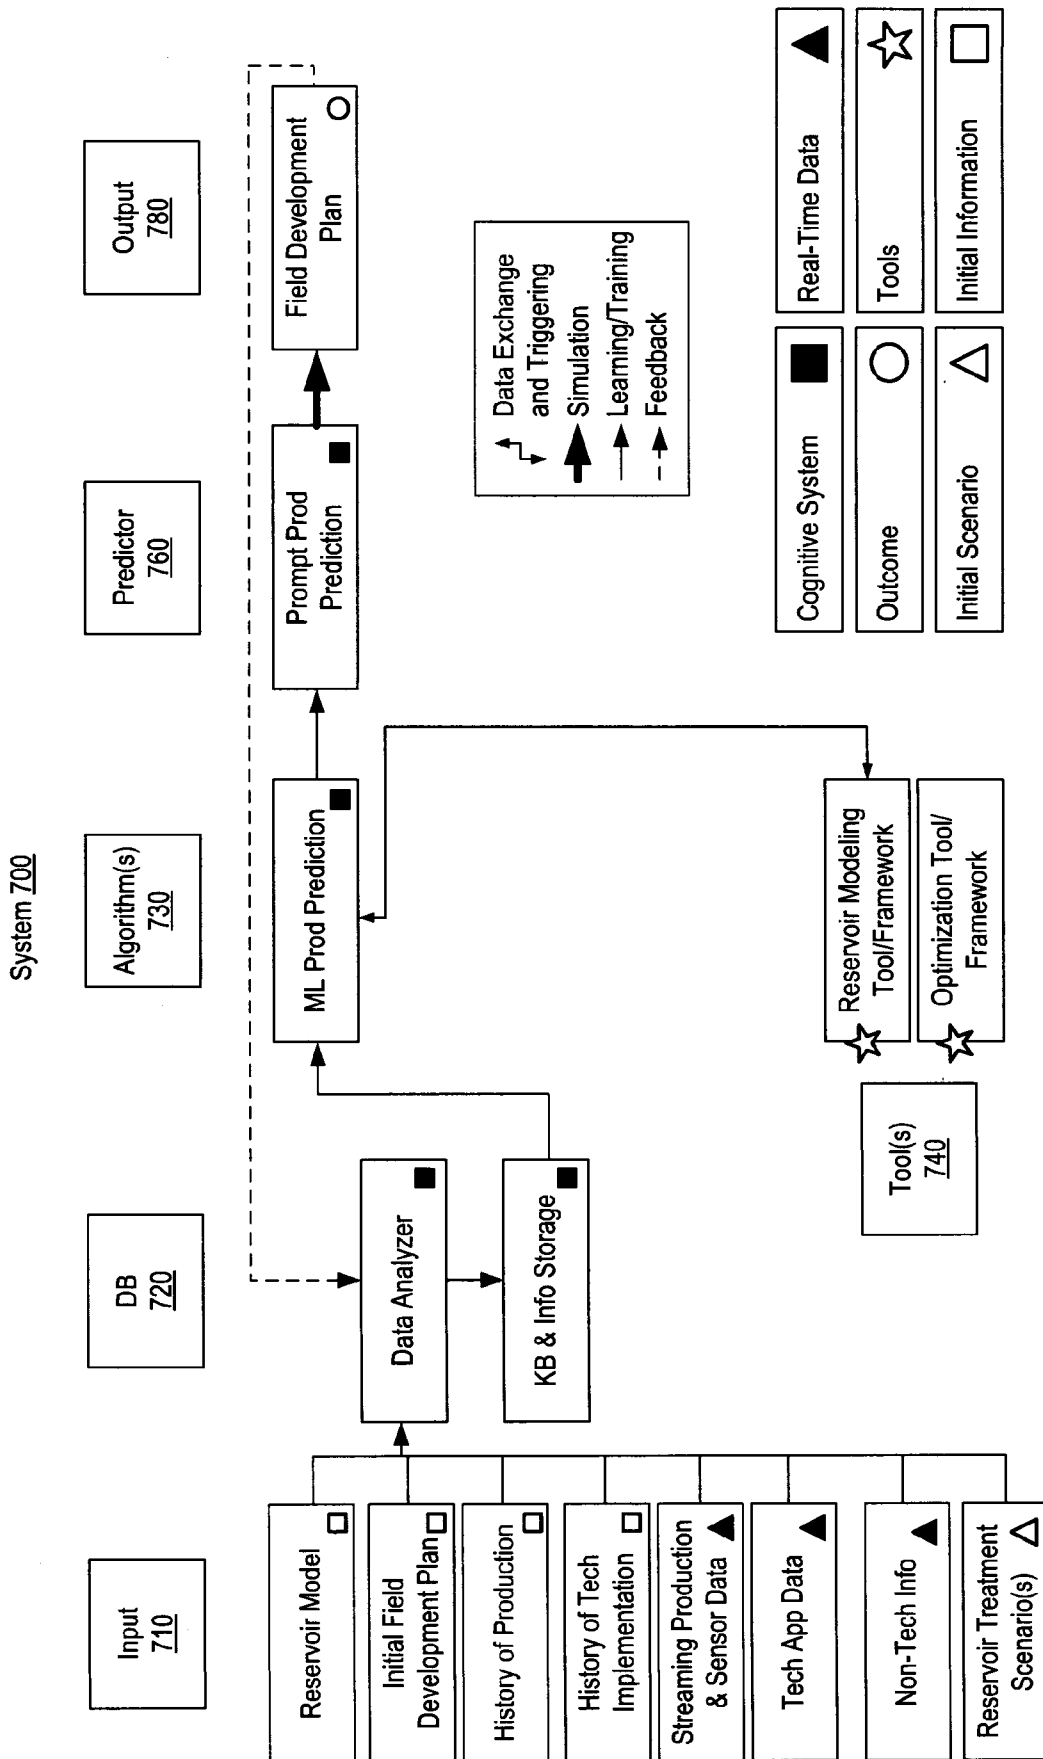 System 700
Input
710
DB
720
Algorithm(s)
730
Predictor
760
Output
780
Reservoir Model
Initial Field
Development Plan
History of Production
History of Tech
Implementation
Streaming Production
& Sensor Data
Tech App Data
Non-Tech Info
Reservoir Treatment
Scenario(s)
Data Analyzer
KB & Info Storage
ML Prod Prediction
Prompt Prod
Prediction
Field Development
Plan
Tool(s)
740
Reservoir Modeling
Tool/Framework
Optimization Tool/
Framework
Data Exchange
and Triggering
Simulation
Learning/Training
Feedback
Cognitive System
Real-Time Data
Outcome
Tools
Initial Scenario
Initial Information